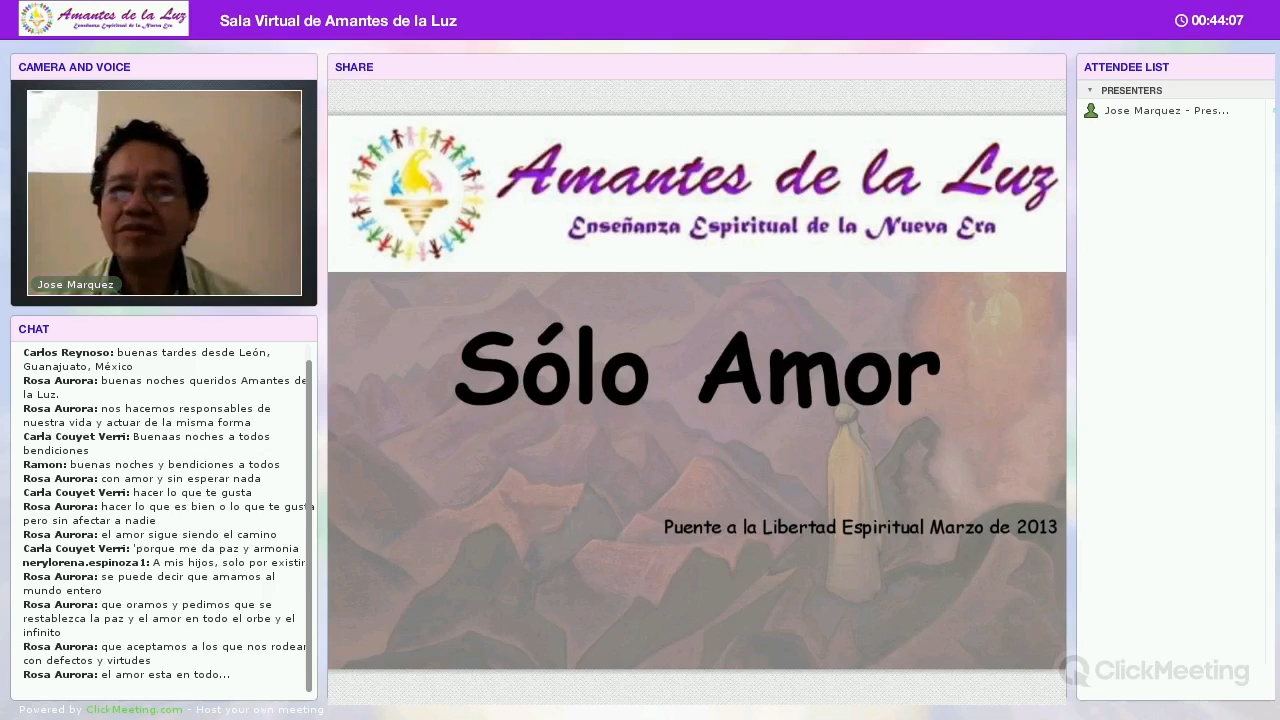 Amantes de la Luz
Enseñanza Espiritual de la Nueva Era
Sala Virtual de Amantes de la Luz
00:44:07
CAMERA AND VOICE
Jose Marquez
CHAT
Carlos Reynoso: buenas tardes desde León,
Guanajuato, México
Rosa Aurora: buenas noches queridos Amantes de
la Luz.
Rosa Aurora: nos hacemos responsables de
nuestra vida y actuar de la misma forma
Carla Couyet Verri: Buenaas noches a todos
bendiciones
Ramon: buenas noches y bendiciones a todos
Rosa Aurora: con amor y sin esperar nada
Carla Couyet Verri: hacer lo que te gusta
Rosa Aurora: hacer lo que es bien o lo que te gusta
pero sin afectar a nadie
Rosa Aurora: el amor sigue siendo el camino
Carla Couyet Verri: 'porque me da paz y armonia
nerylorena.espinoza1: A mis hijos, solo por existir
Rosa Aurora: se puede decir que amamos al
mundo entero
Rosa Aurora: que oramos y pedimos que se
restablezca la paz y el amor en todo el orbe y el
infinito
Rosa Aurora: que aceptamos a los que nos rodean
con defectos y virtudes
Rosa Aurora: el amor esta en todo...
Powered by ClickMeeting.com - Host your own meeting
SHARE
Amantes de la Luz
Enseñanza Espiritual de la Nueva Era
Sólo Amor
Puente a la Libertad Espiritual Marzo de 2013
ATTENDEE LIST
PRESENTERS
Jose Marquez - Pres...
ClickMeeting